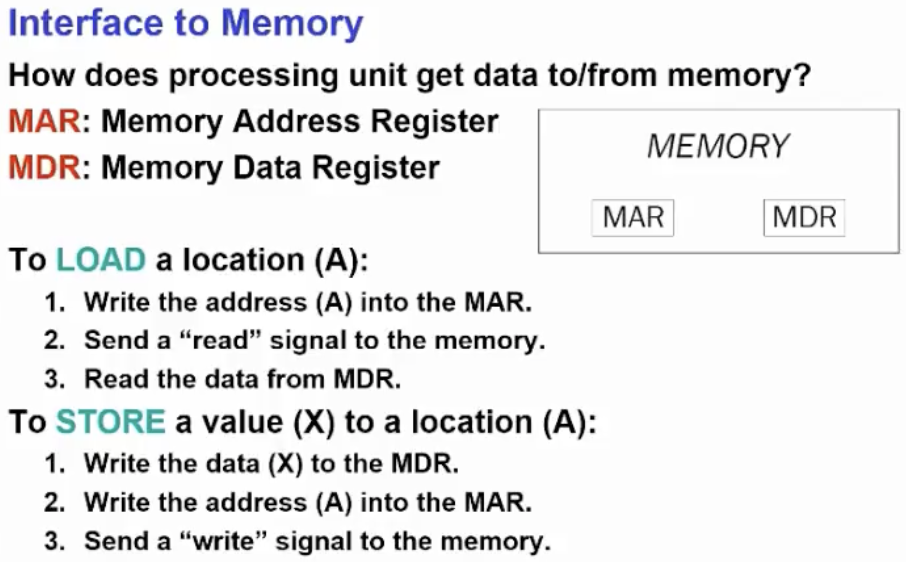 Interface to Memory
How does processing unit get data to/from memory?
MAR: Memory Address Register
MDR: Memory Data Register
MEMORY
MAR
MDR
To LOAD a location (A):
1. Write the address (A) into the MAR.
2. Send a “read” signal to the memory.
3. Read the data from MDR.
To STORE a value (X) to a location (A):
1. Write the data (X) to the MDR.
2. Write the address (A) into the MAR.
3. Send a “write” signal to the memory.